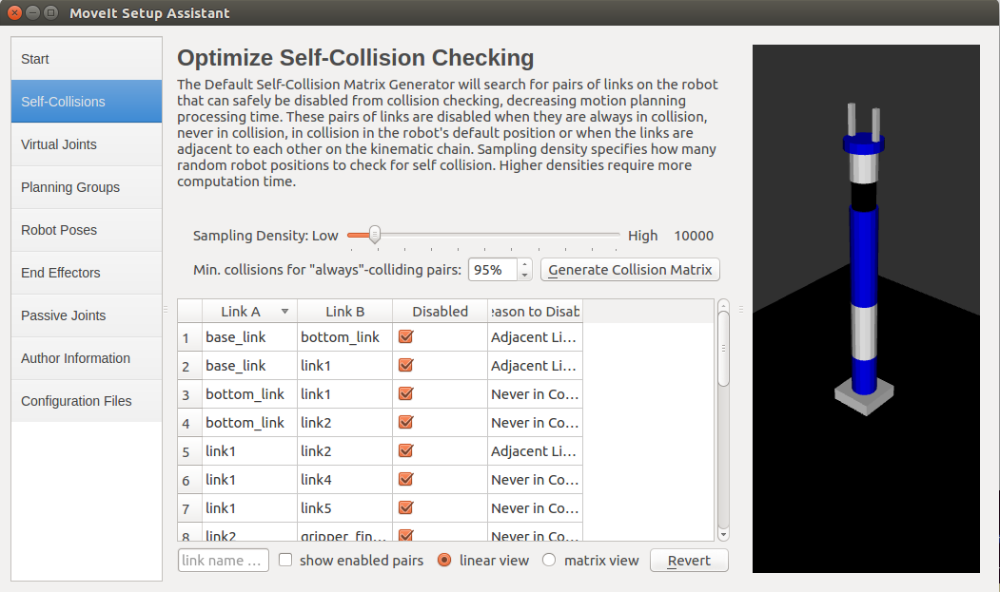 MoveIt Setup Assistant
Start
Self-Collisions
Virtual Joints
Planning Groups
Robot Poses
End Effectors
Passive Joints
Author Information
Configuration Files
Optimize Self-Collision Checking
The Default Self-Collision Matrix Generator will search for pairs of links on the robot
that can safely be disabled from collision checking, decreasing motion planning
processing time. These pairs of links are disabled when they are always in collision,
never in collision, in collision in the robot's default position or when the links are
adjacent to each other on the kinematic chain. Sampling density specifies how many
random robot positions to check for self collision. Higher densities require more
computation time.
Sampling Density: Low High 10000
Min. collisions for "always"-colliding pairs: 95% Generate Collision Matrix
Link A Link B Disabled eason to Disab
1 base_link bottom_link Adjacent Li...
2 base_link link1 Adjacent Li...
3 bottom_link link1 Never in Co...
4 bottom_link link2 Never in Co...
5 link1 link2 Adjacent Li...
6 link1 link4 Never in Co...
7 link1 link5 Never in Co...
8 link2 gripper_fin... Never in Co...
link name ... show enabled pairs linear view matrix view Revert